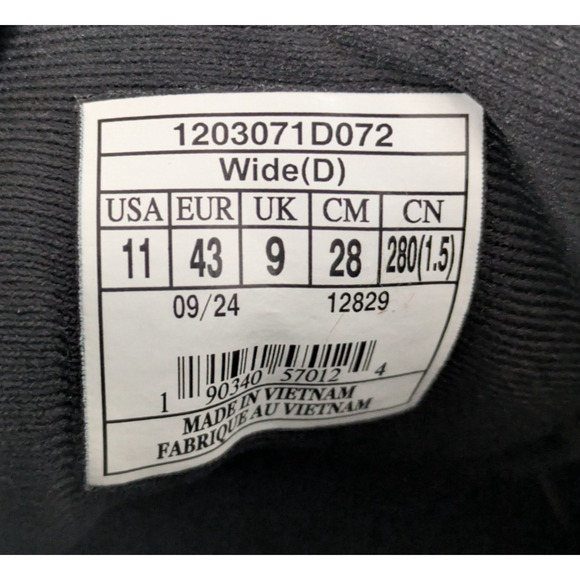 1203071D072
Wide(D)
USA EUR UK CM CN
11 43 9 28 280(1.5)
09/24 12829
1 90340 57012 4
MADE IN VIETNAM
FABRIQUE AU VIETNAM